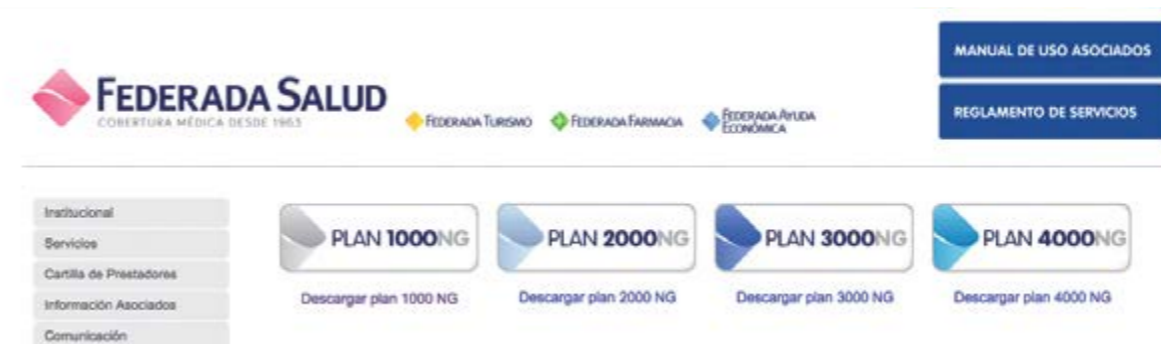 MANUAL DE USO ASOCIADOS
REGLAMENTO DE SERVICIOS
FEDERADA SALUD
COBERTURA MÉDICA DESDE 1963
FEDERADA TURISMO
FEDERADA FARMACIA
FEDERADA AYUDA
ECONÓMICA
Institucional
Servicios
Cartilla de Prestadores
Información Asociados
Comunicación
PLAN 1000NG
PLAN 2000NG
PLAN 3000NG
PLAN 4000NG
Descargar plan 1000 NG
Descargar plan 2000 NG
Descargar plan 3000 NG
Descargar plan 4000 NG